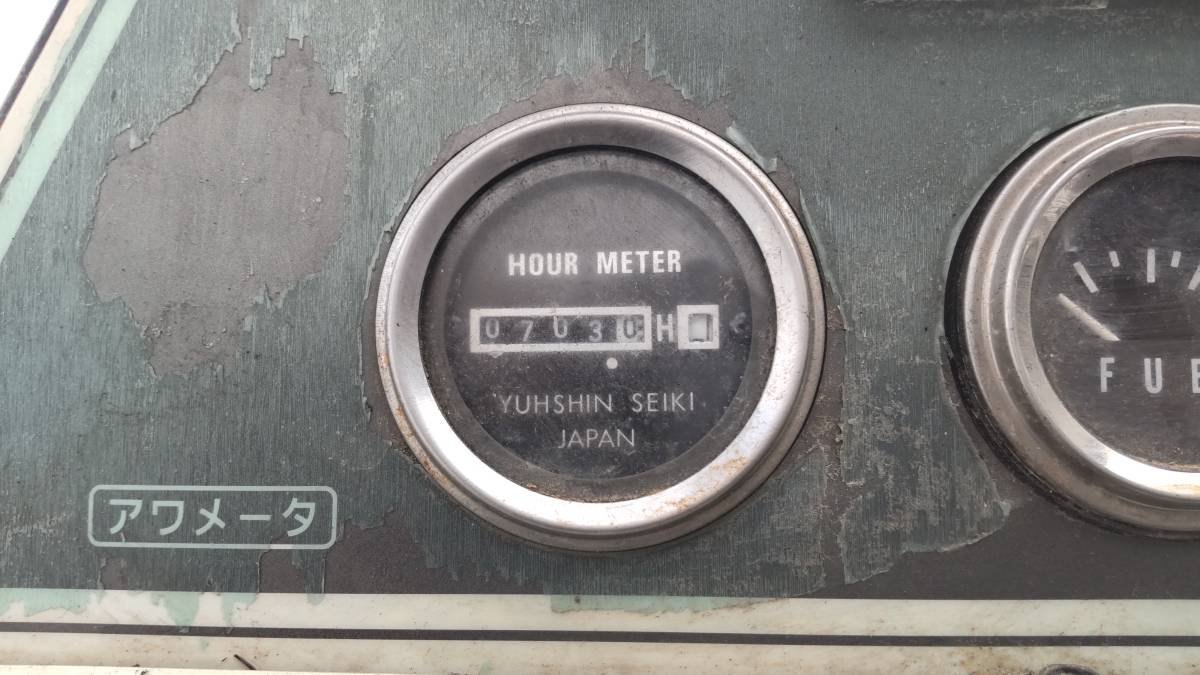 HOUR METER
07030 H
YUHSHIN SEIKI
JAPAN
アワメータ